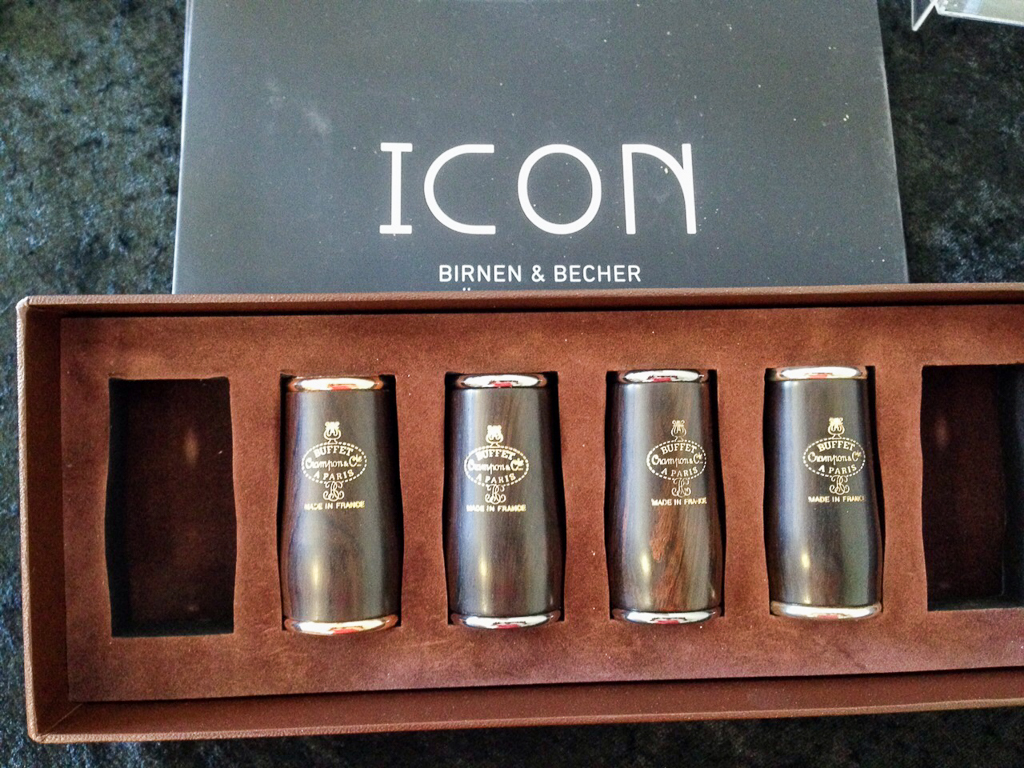 ICON
BIRNEN & BECHER
BUFFET
Crampon & Cie
A PARIS
MADE IN FRANCE
BUFFET
Crampon & Cie
A PARIS
MADE IN FRANCE
BUFFET
Crampon & Cie
A PARIS
MADE IN FRANCE
BUFFET
Crampon & Cie
A PARIS
MADE IN FRANCE